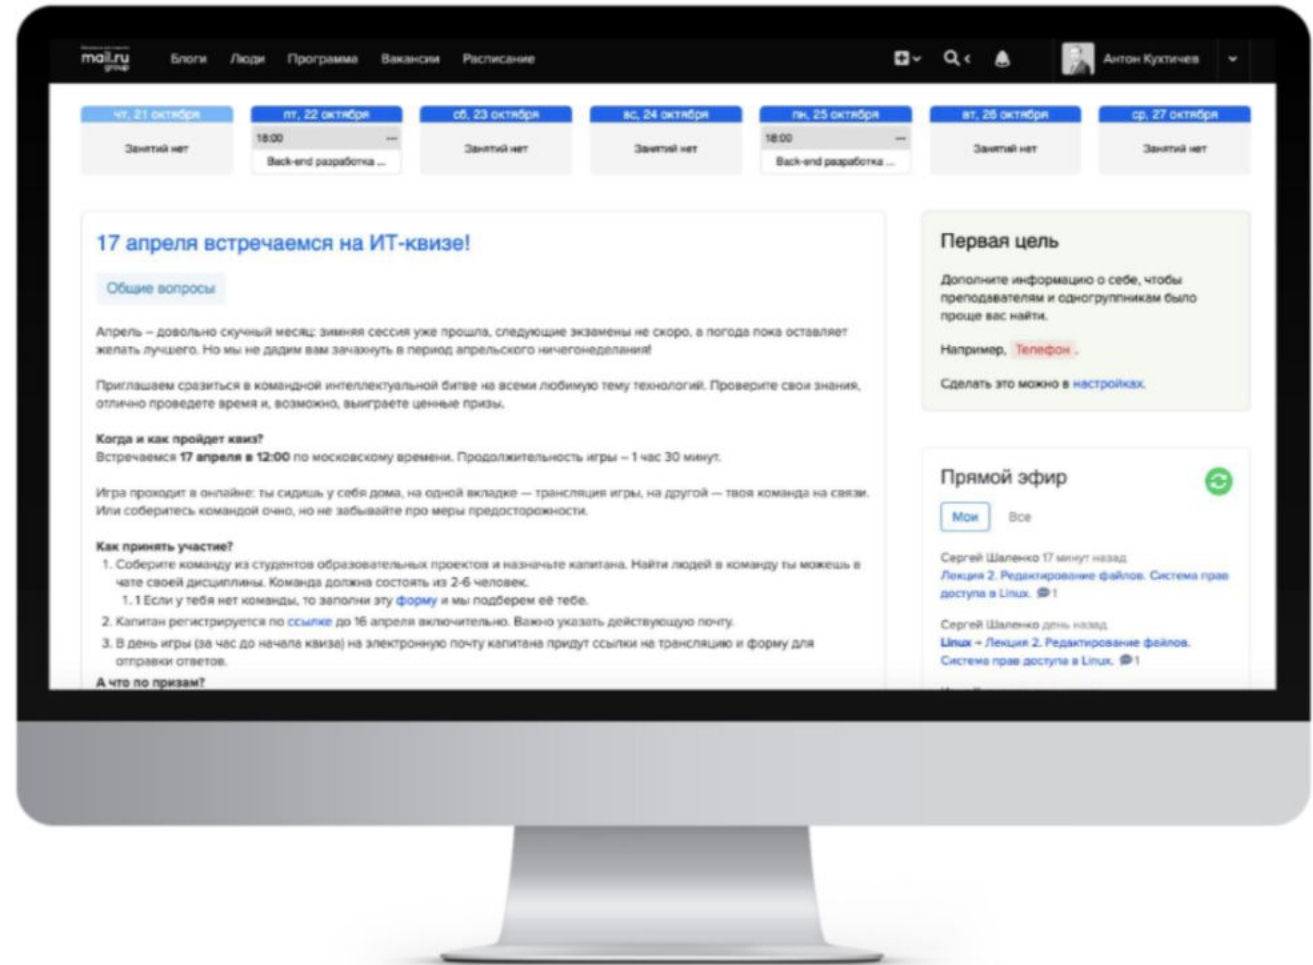 mail.ru
group
Блоги Люди Программа Вакансии Расписание
Антон Кухтичев
чт, 21 октября
Занятий нет
пт, 22 октября
18:00
Back-end разработка ...
сб, 23 октября
Занятий нет
вс, 24 октября
Занятий нет
пн, 25 октября
18:00
Back-end разработка ...
вт, 26 октября
Занятий нет
ср, 27 октября
Занятий нет
17 апреля встречаемся на ИТ-квизе!
Общие вопросы
Апрель – довольно скучный месяц: зимняя сессия уже прошла, следующие экзамены не скоро, а погода пока оставляет
желать лучшего. Но мы не дадим вам зачахнуть в период апрельского ничегонеделания!
Приглашаем сразиться в командной интеллектуальной битве на всеми любимую тему технологий. Проверите свои знания,
отлично проведете время и, возможно, выиграете ценные призы.
Когда и как пройдет квиз?
Встречаемся 17 апреля в 12:00 по московскому времени. Продолжительность игры – 1 час 30 минут.
Игра проходит в онлайне: ты сидишь у себя дома, на одной вкладке — трансляция игры, на другой — твоя команда на связи.
Или соберитесь командой очно, но не забывайте про меры предосторожности.
Как принять участие?
1. Соберите команду из студентов образовательных проектов и назначьте капитана. Найти людей в команду ты можешь в
чате своей дисциплины. Команда должна состоять из 2-6 человек.
1. 1 Если у тебя нет команды, то заполни эту форму и мы подберем её тебе.
2. Капитан регистрируется по ссылке до 16 апреля включительно. Важно указать действующую почту.
3. В день игры (за час до начала квиза) на электронную почту капитана придут ссылки на трансляцию и форму для
отправки ответов.
А что по призам?
Первая цель
Дополните информацию о себе, чтобы
преподавателям и одногруппникам было
проще вас найти.
Например, Телефон .
Сделать это можно в настройках.
Прямой эфир
Мои Все
Сергей Шаленко 17 минут назад
Лекция 2. Редактирование файлов. Система прав
доступа в Linux. 1
Сергей Шаленко день назад
Linux → Лекция 2. Редактирование файлов.
Система прав доступа в Linux. 1